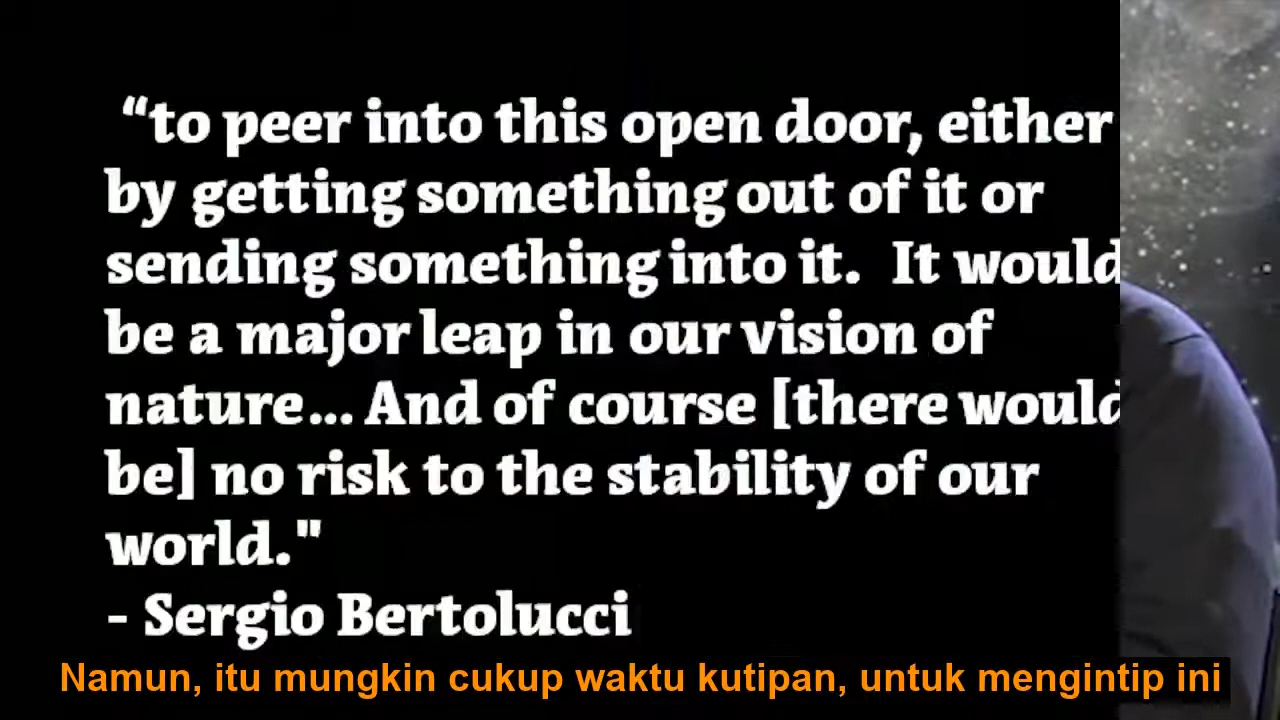 “to peer into this open door, either
by getting something out of it or
sending something into it.  It would
be a major leap in our vision of
nature... And of course [there would
be] no risk to the stability of our
world."
- Sergio Bertolucci
Namun, itu mungkin cukup waktu kutipan, untuk mengintip ini